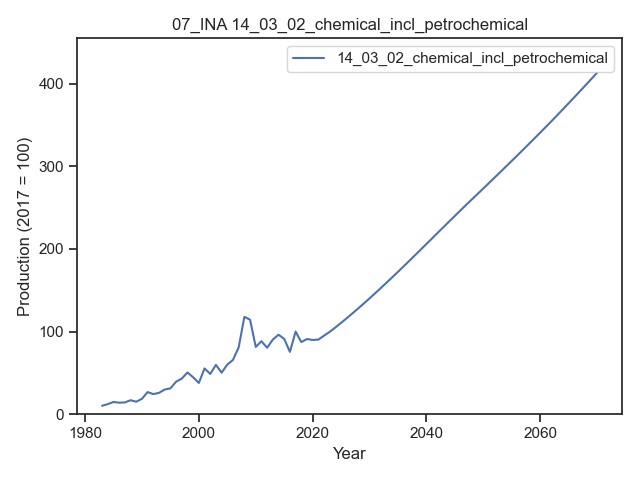 07_INA 14_03_02_chemical_incl_petrochemical
14_03_02_chemical_incl_petrochemical
Production (2017 = 100)
400
300
200
100
0
1980
2000
2020
2040
2060
Year